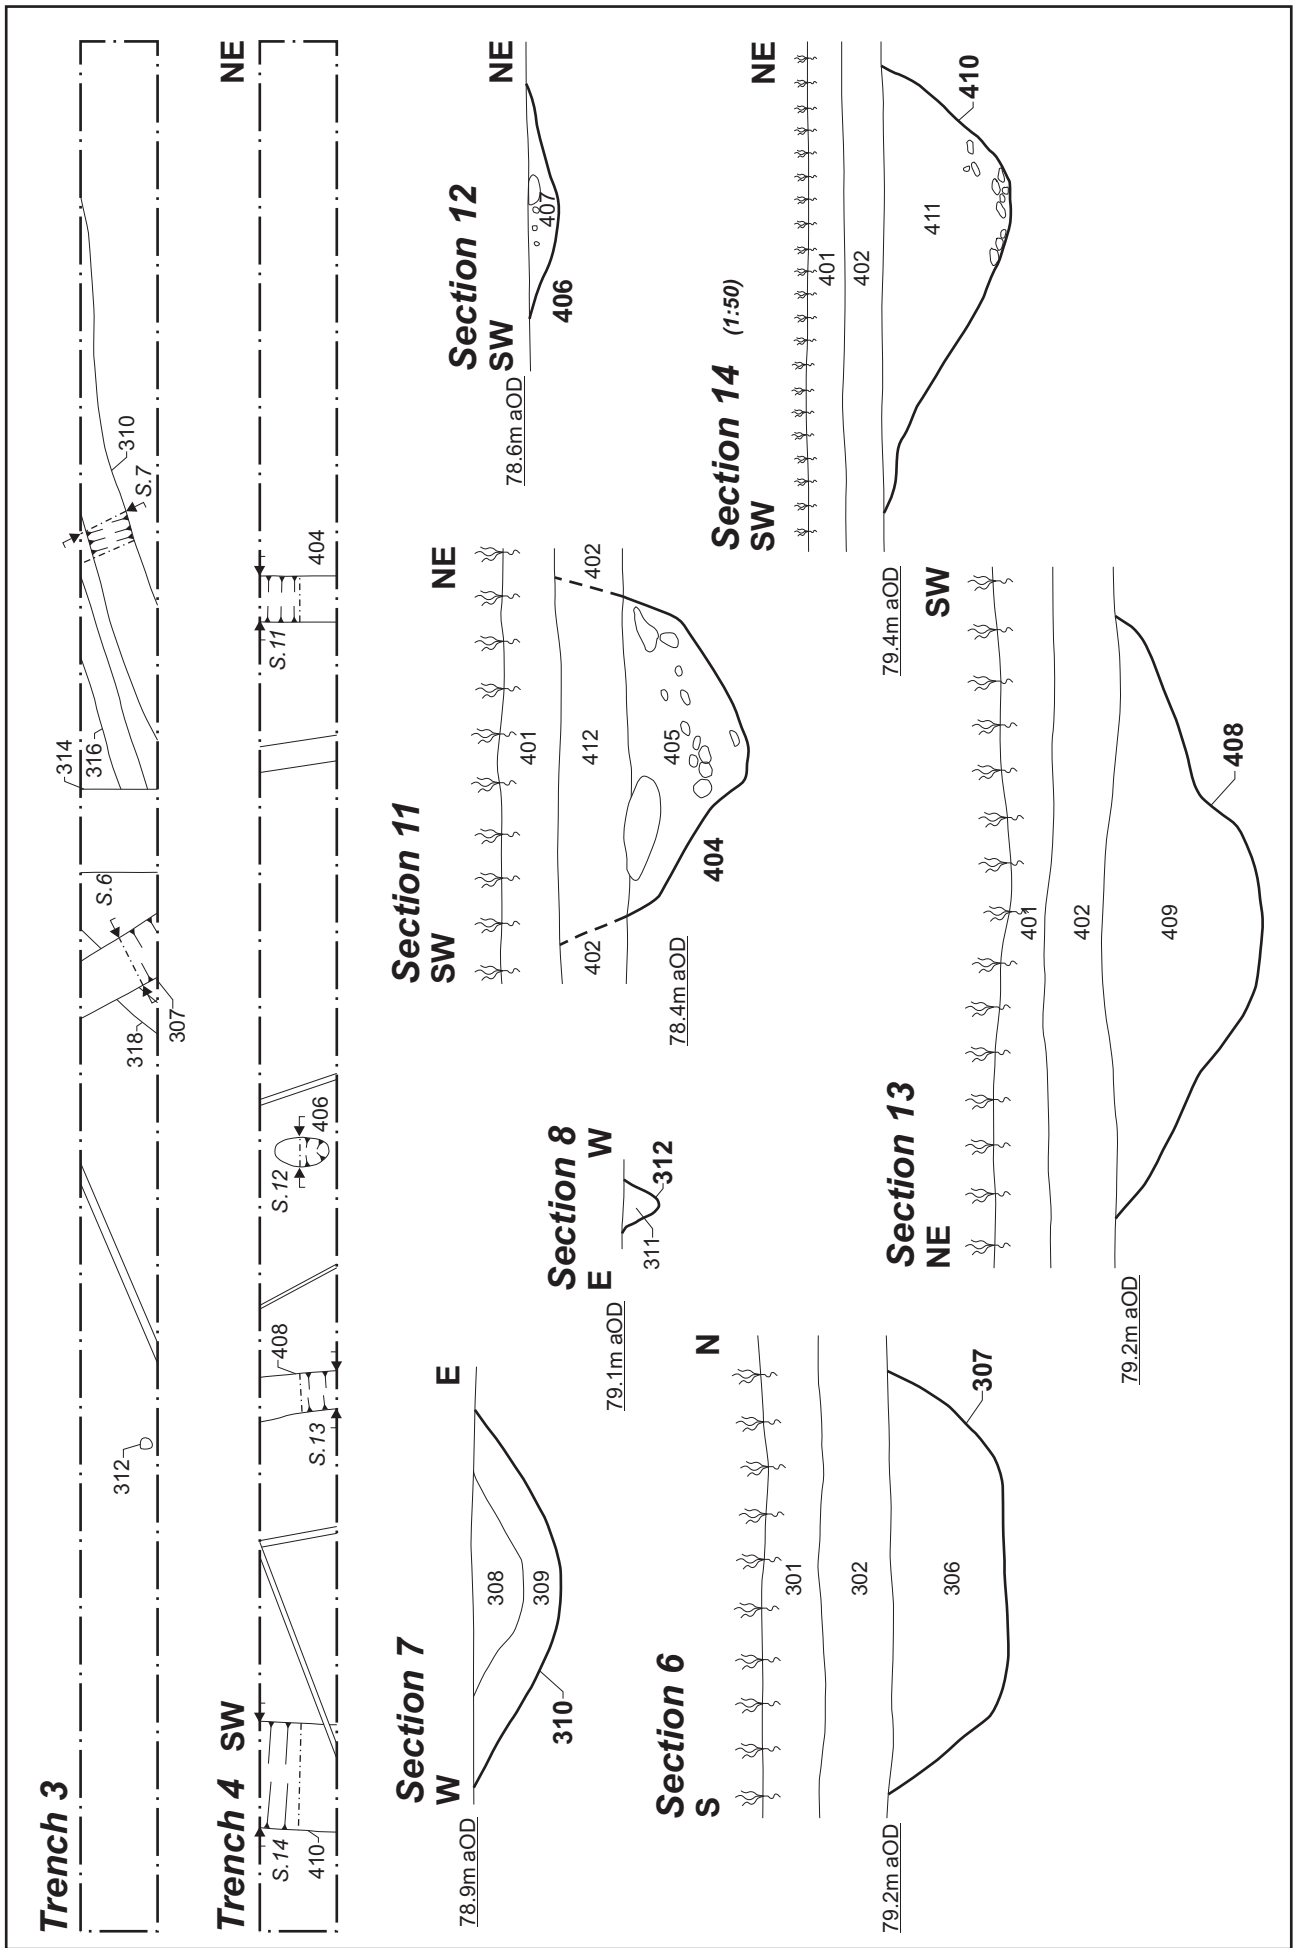 Trench 3
312
318
307
S.6
314
316
S.7
310
Trench 4
SW
NE
S.14
410
S.13
408
S.12
406
S.11
404
Section 7
W
E
78.9m aOD
308
309
310
Section 8
E
W
79.1m aOD
311
312
Section 11
SW
NE
401
412
402
402
405
404
78.4m aOD
Section 12
SW
NE
78.6m aOD
407
406
Section 6
S
N
301
302
306
307
79.2m aOD
Section 13
NE
SW
401
402
409
408
79.2m aOD
Section 14 (1:50)
SW
NE
401
402
411
410
79.4m aOD